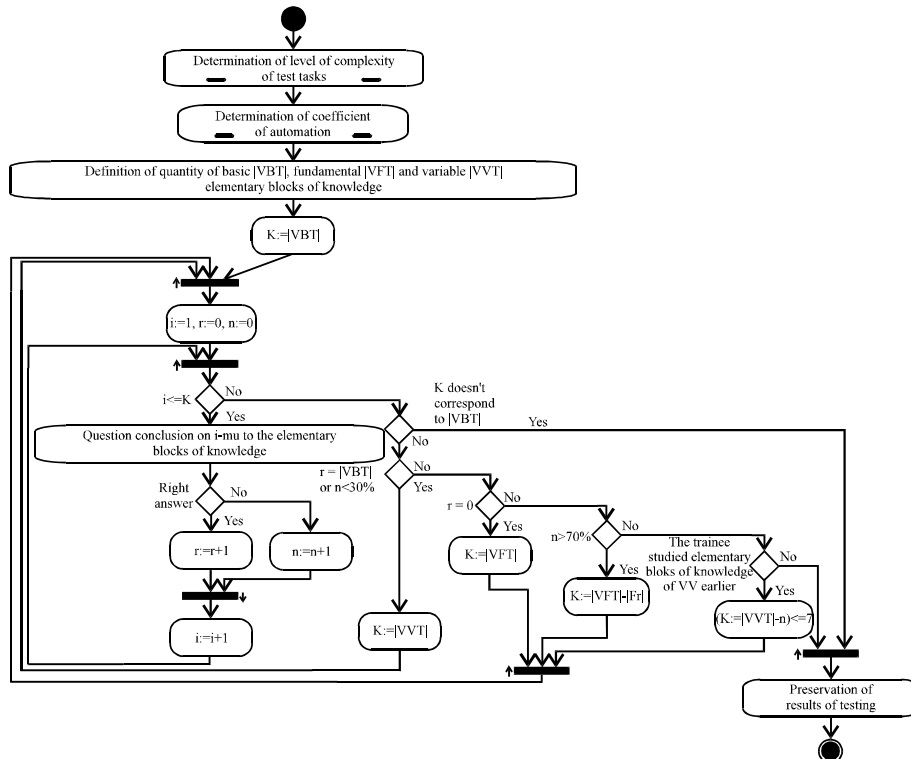 Determination of level of complexity
of test tasks
Determination of coefficient
of automation
Definition of quantity of basic |VBT|, fundamental |VFT| and variable |VVT|
elementary blocks of knowledge
K:=|VBT|
i:=1, r:=0, n:=0
i<=K
No
Yes
K doesn't
correspond
to |VBT|
Yes
No
Question conclusion on i-mu to the elementary
blocks of knowledge
r = |VBT|
or n<30%
No
Yes
Right
answer
No
Yes
r = 0
No
Yes
r:=r+1
n:=n+1
K:=|VFT|
n>70%
No
Yes
The trainee
studied elementary
bloks of knowledge
of VV earlier
No
Yes
K:=|VFT|-|Fr|
(K:=|VVT|-n)<=7
i:=i+1
K:=|VVT|
Preservation of
results of testing